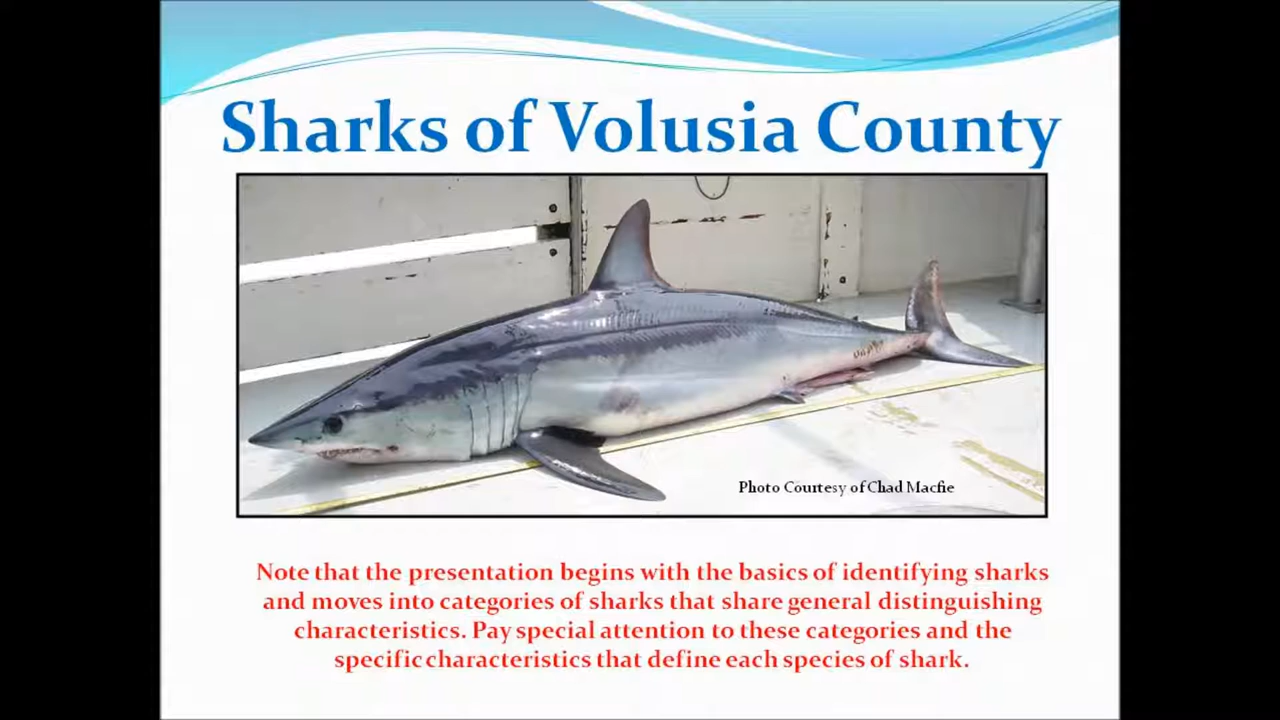 Sharks of Volusia County
Photo Courtesy of Chad Macfie
Note that the presentation begins with the basics of identifying sharks
and moves into categories of sharks that share general distinguishing
characteristics. Pay special attention to these categories and the
specific characteristics that define each species of shark.